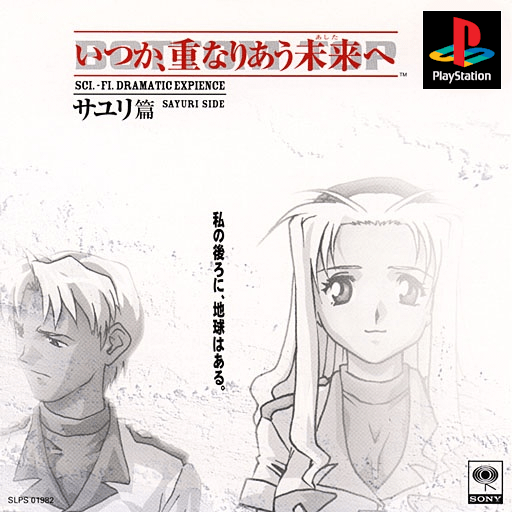 あした
いつか、重なりあう未来へ
™
SCI.-FI. DRAMATIC EXPIENCE
サユリ篇 SAYURI SIDE
PlayStation
私の後ろに、地球はある。
SLPS 01982
SONY